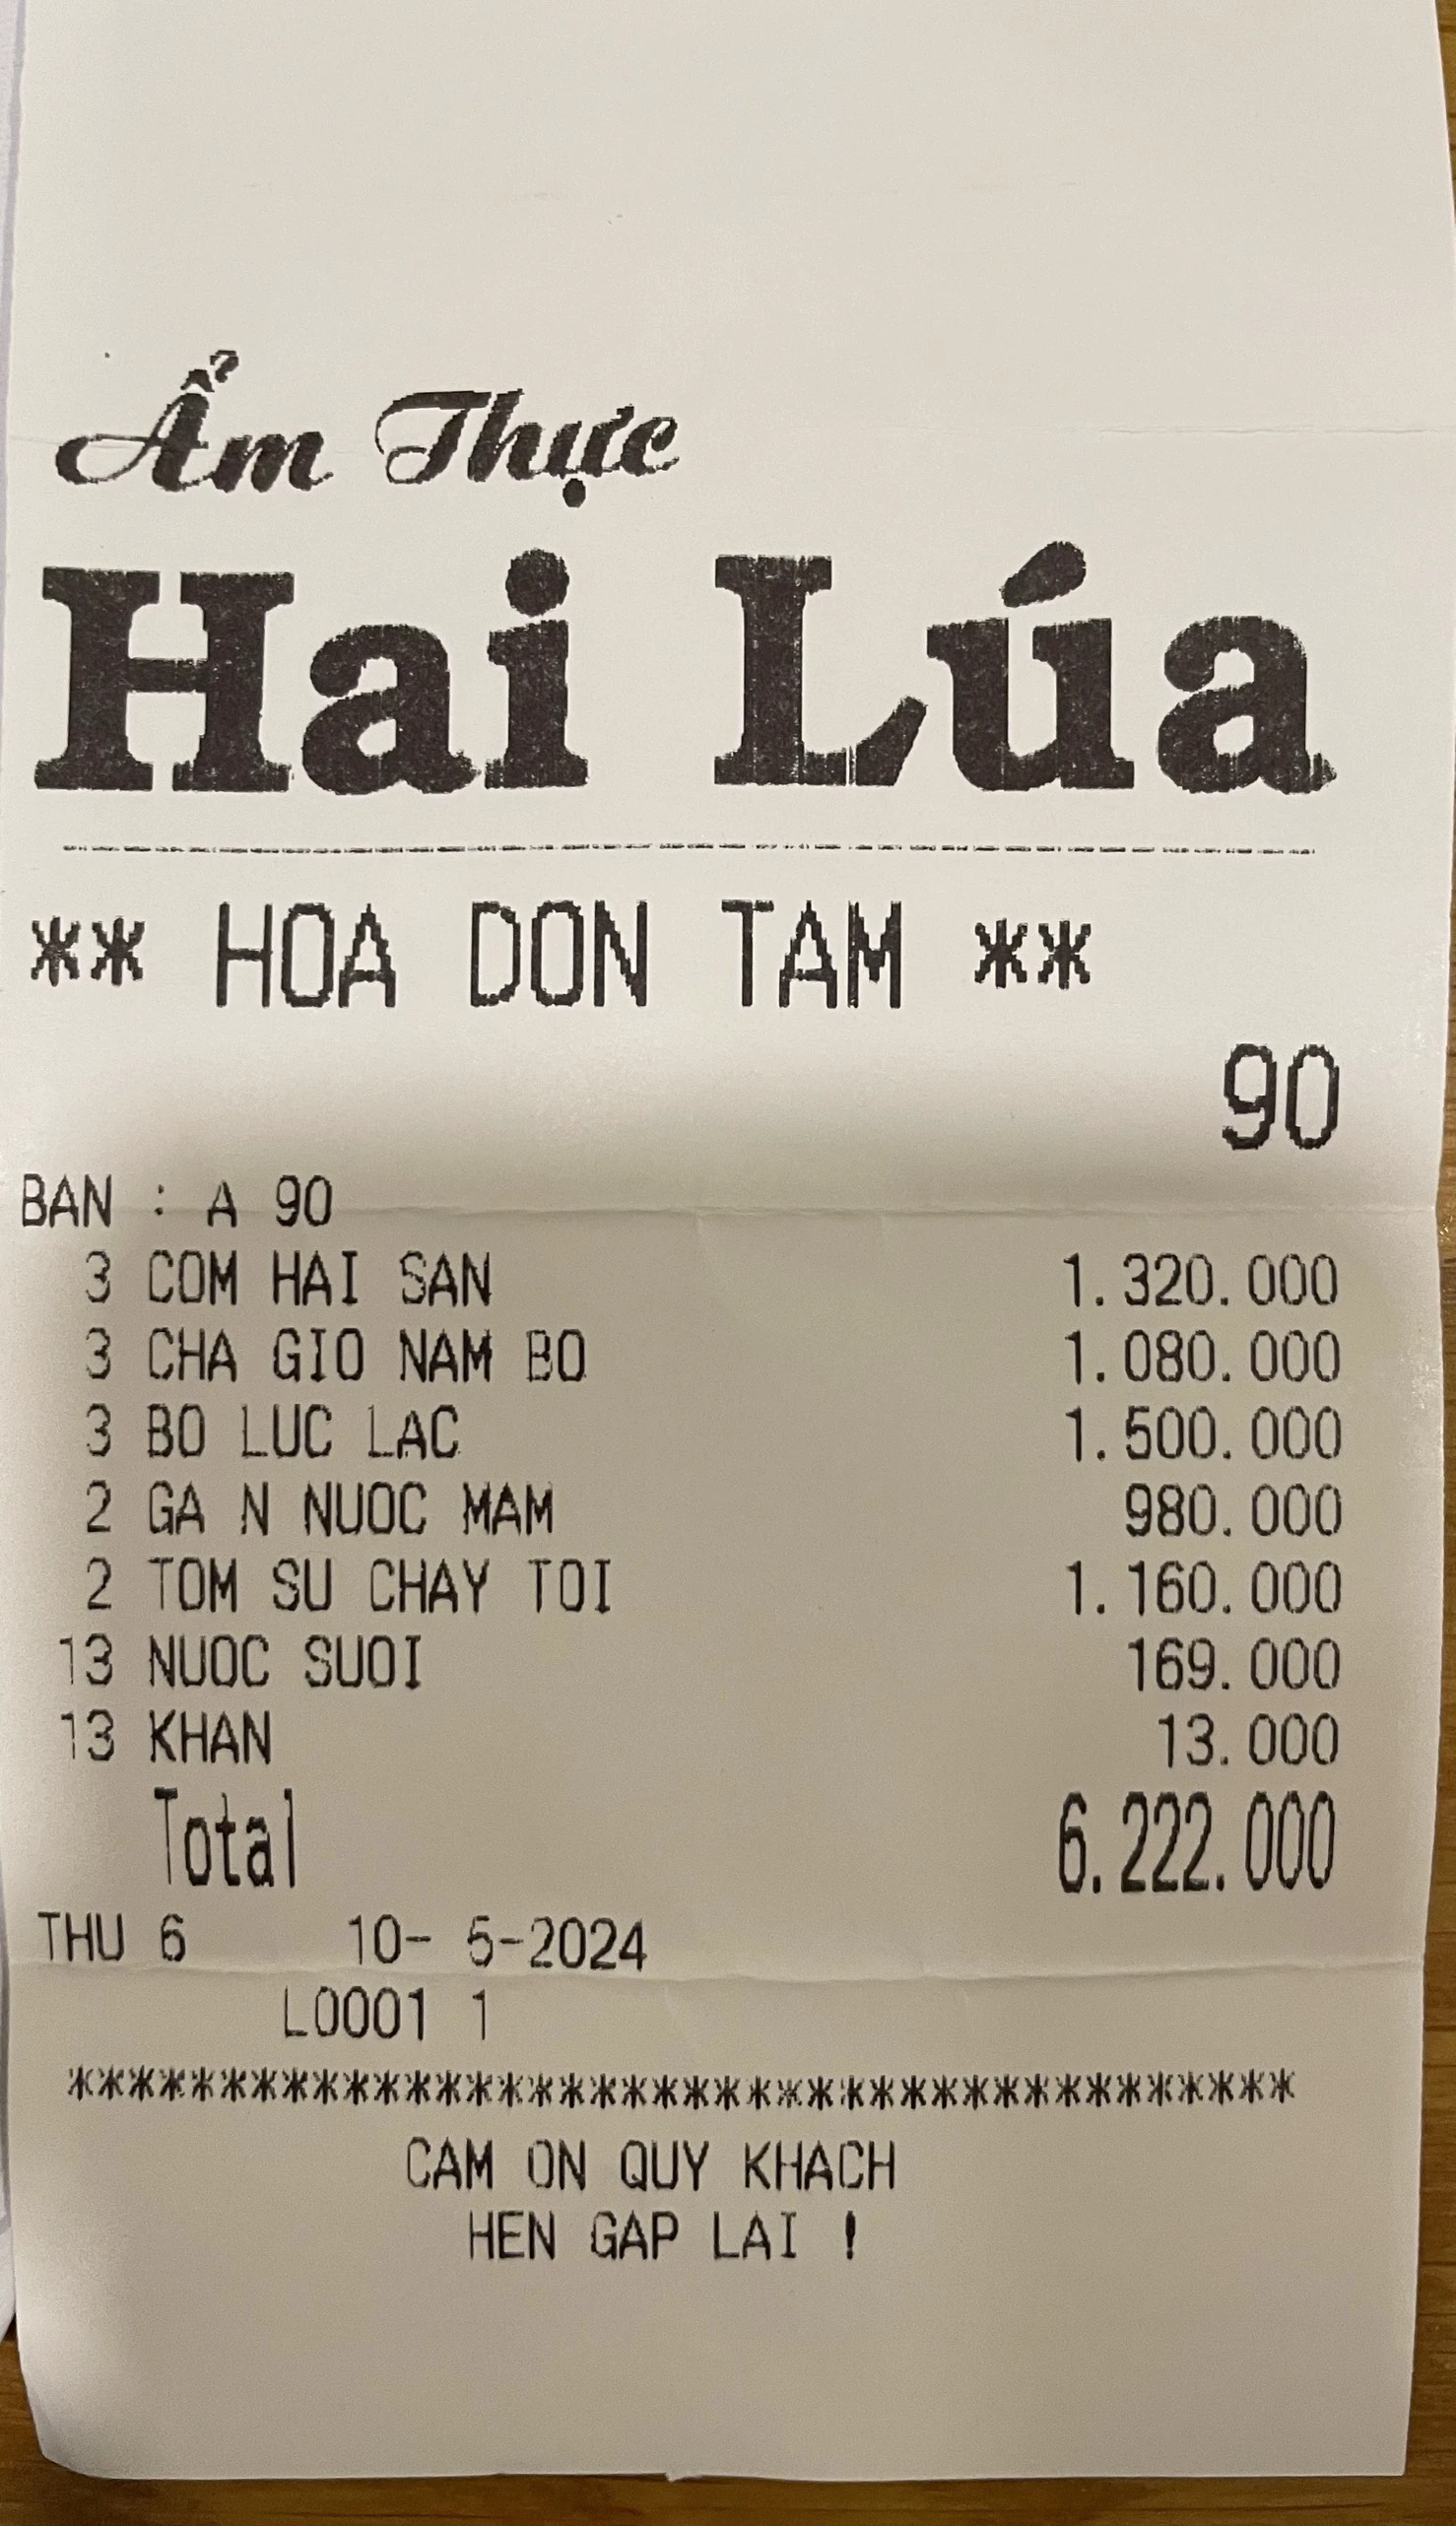 Ẩm Thực
Hai Lúa
** HOA DON TAM **
90
BAN : A 90
3 COM HAI SAN 1.320.000
3 CHA GIO NAM BO 1.080.000
3 BO LUC LAC 1.500.000
2 GA N NUOC MAM 980.000
2 TOM SU CHAY TOI 1.160.000
13 NUOC SUOI 169.000
13 KHAN 13.000
Total 6.222.000
THU 6 10- 5-2024
L0001 1
****************************************
CAM ON QUY KHACH
HEN GAP LAI !